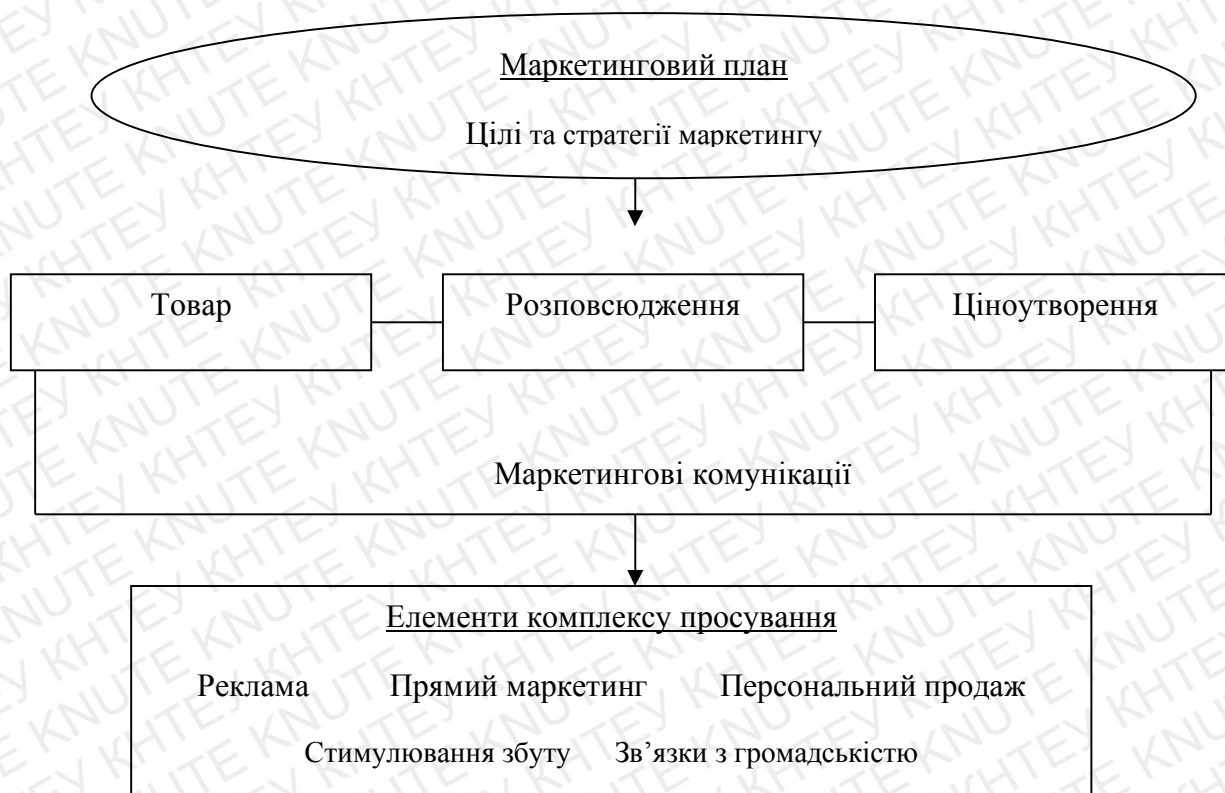 Маркетинговий план
Цілі та стратегії маркетингу
Товар Розповсюдження Ціноутворення
Маркетингові комунікації
Елементи комплексу просування
Реклама Прямий маркетинг Персональний продаж
Стимулювання збуту Зв’язки з громадськістю